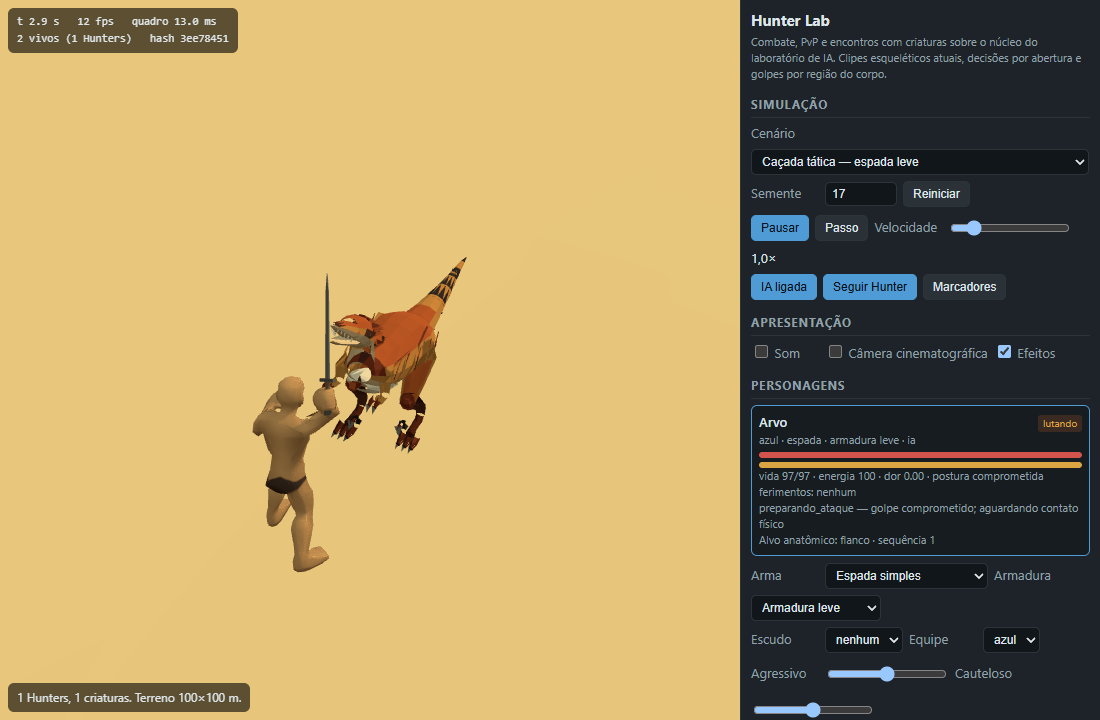 t 2.9 s 12 fps quadro 13.0 ms
2 vivos (1 Hunters) hash 3ee78451
1 Hunters, 1 criaturas. Terreno 100×100 m.
Hunter Lab
Combate, PvP e encontros com criaturas sobre o núcleo do
laboratório de IA. Clipes esqueléticos atuais, decisões por abertura e
golpes por região do corpo.
SIMULAÇÃO
Cenário
Caçada tática — espada leve
Semente 17 Reiniciar
Pausar Passo Velocidade
1,0×
IA ligada Seguir Hunter Marcadores
APRESENTAÇÃO
Som Câmera cinematográfica Efeitos
PERSONAGENS
Arvo lutando
azul · espada · armadura leve · ia
vida 97/97 · energia 100 · dor 0.00 · postura comprometida
ferimentos: nenhum
preparando_ataque — golpe comprometido; aguardando contato
físico
Alvo anatômico: flanco · sequência 1
Arma Espada simples Armadura
Armadura leve
Escudo nenhum Equipe azul
Agressivo Cauteloso